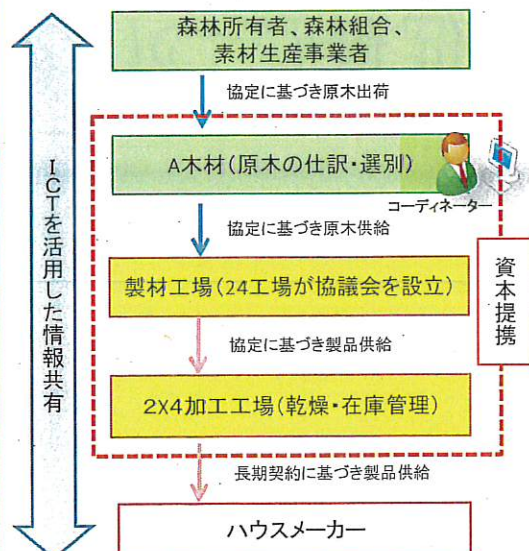 森林所有者、森林組合、
素材生産事業者
協定に基づき原木出荷
A木材(原木の仕訳・選別)
コーディネーター
協定に基づき原木供給
製材工場(24工場が協議会を設立)
協定に基づき製品供給
2X4加工工場(乾燥・在庫管理)
長期契約に基づき製品供給
ハウスメーカー
ICTを活用した情報共有
資本提携